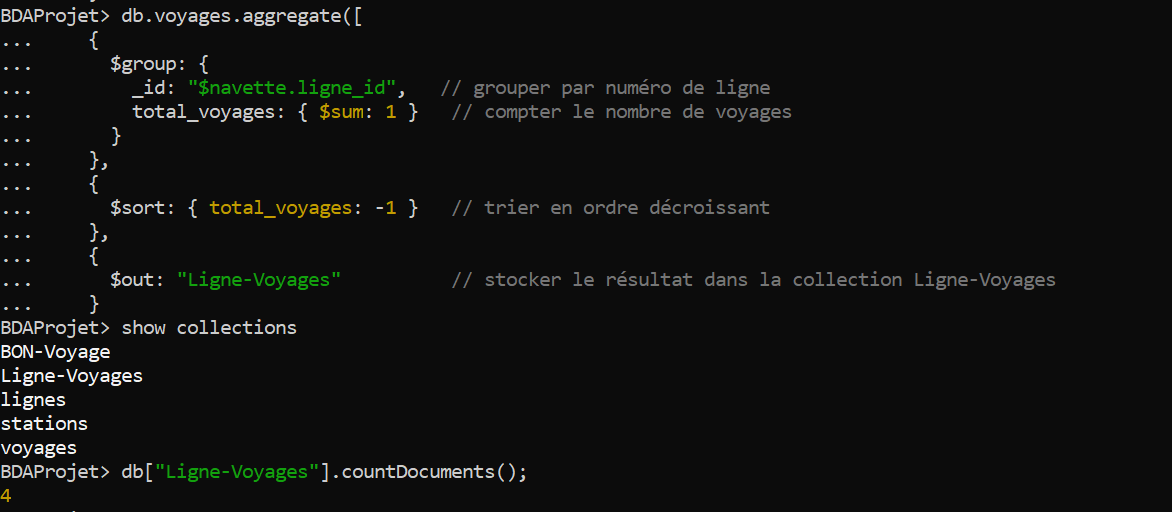 BDAProjet> db.voyages.aggregate([
...     {
...       $group: {
...         _id: "$navette.ligne_id",   // grouper par numéro de ligne
...         total_voyages: { $sum: 1 }   // compter le nombre de voyages
...       }
...     },
...     {
...       $sort: { total_voyages: -1 }   // trier en ordre décroissant
...     },
...     {
...       $out: "Ligne-Voyages"          // stocker le résultat dans la collection Ligne-Voyages
...     }
BDAProjet> show collections
BON-Voyage
Ligne-Voyages
lignes
stations
voyages
BDAProjet> db["Ligne-Voyages"].countDocuments();
4